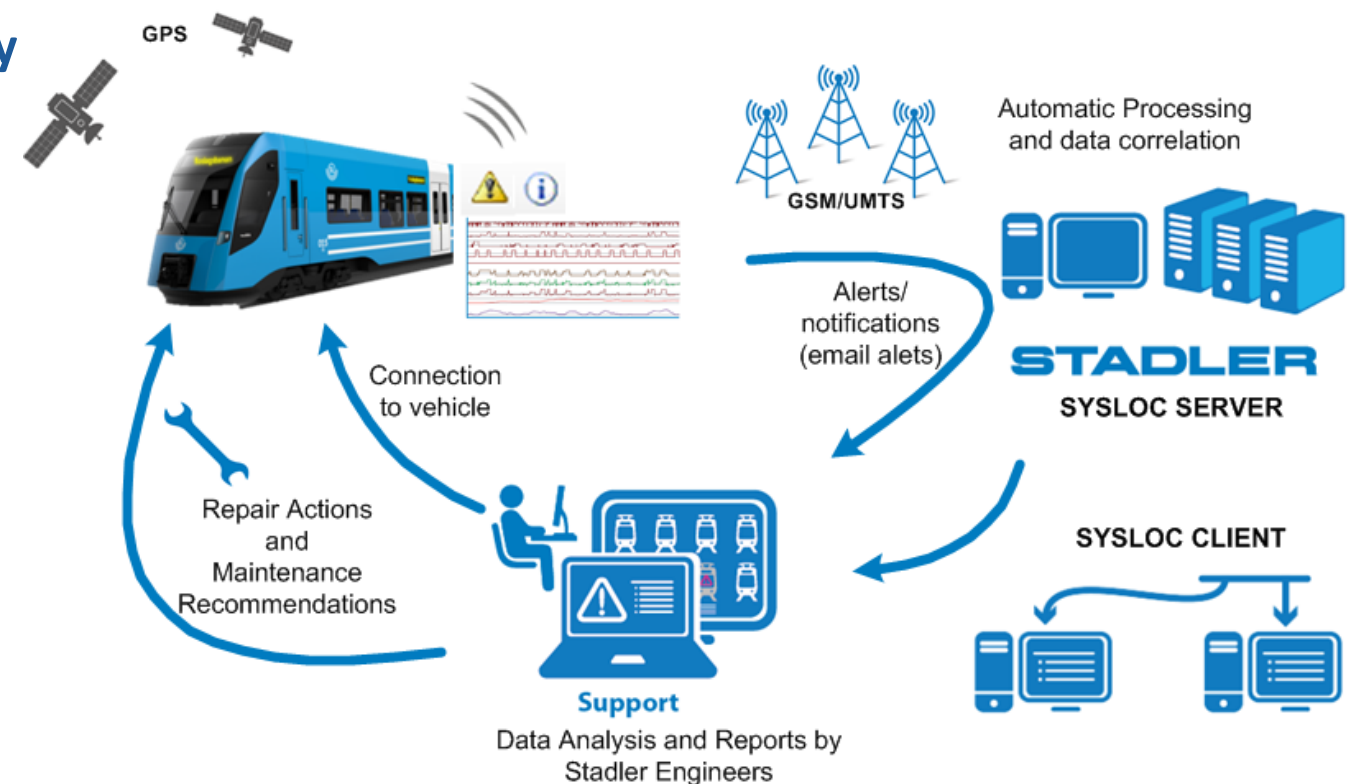 y
GPS
Automatic Processing
and data correlation
GSM/UMTS
Alerts/
notifications
(email alets)
STADLER
SYSLOC SERVER
Connection
to vehicle
Repair Actions
and
Maintenance
Recommendations
SYSLOC CLIENT
Support
Data Analysis and Reports by
Stadler Engineers